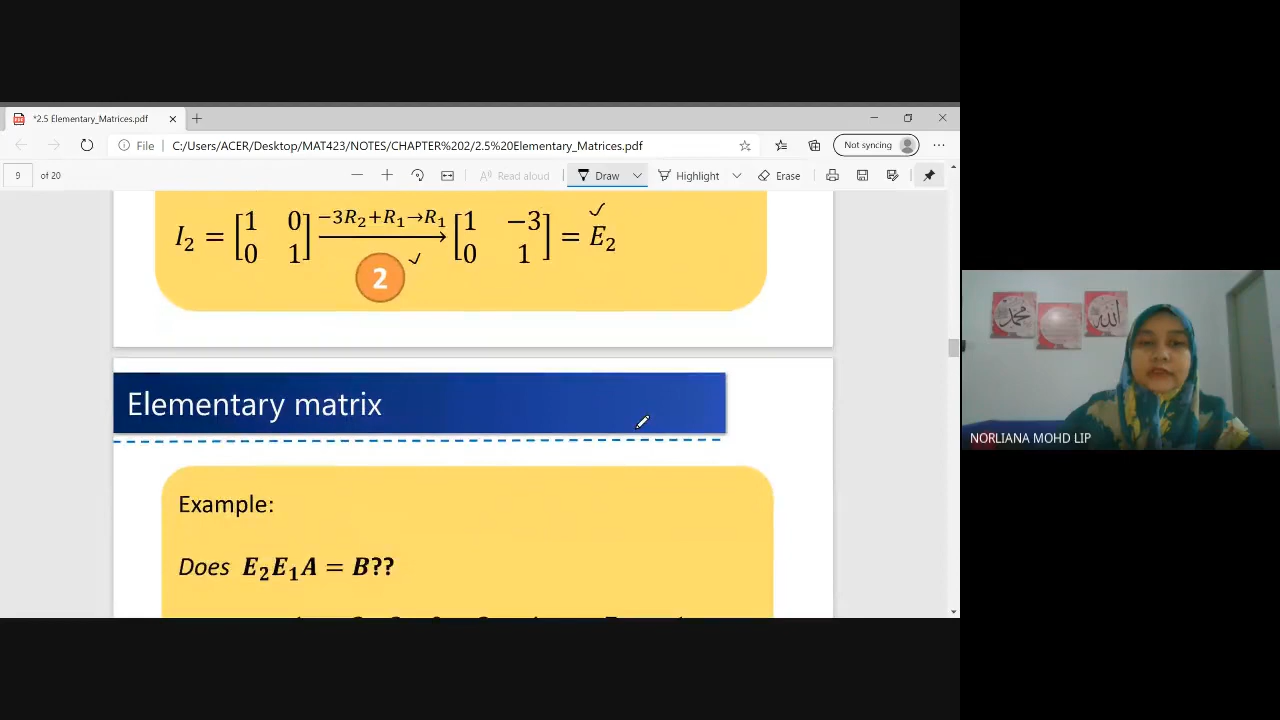 *2.5 Elementary_Matrices.pdf
File C:/Users/ACER/Desktop/MAT423/NOTES/CHAPTER%202/2.5%20Elementary_Matrices.pdf Not syncing
9 of 20 Read aloud Draw Highlight Erase
I₂ = [1 0; 0 1] −3R₂+R₁→R₁ [1 −3; 0 1] = E₂
2
Elementary matrix
Example:
Does E₂E₁A = B??
محمد
الله
NORLIANA MOHD LIP